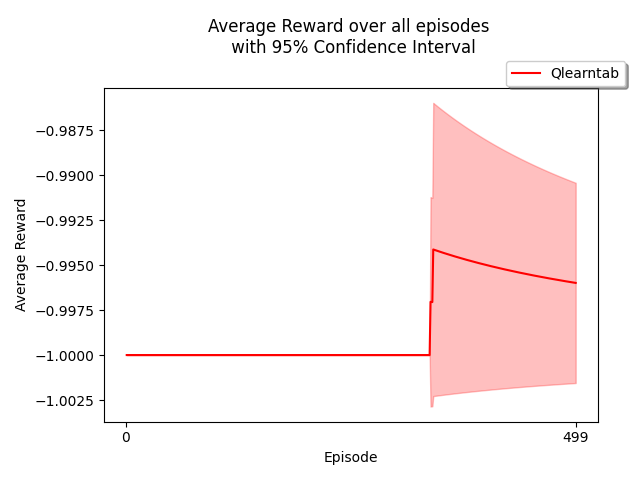 Average Reward over all episodes
with 95% Confidence Interval
Qlearntab
−0.9875
−0.9900
−0.9925
−0.9950
−0.9975
−1.0000
−1.0025
Average Reward
0
499
Episode